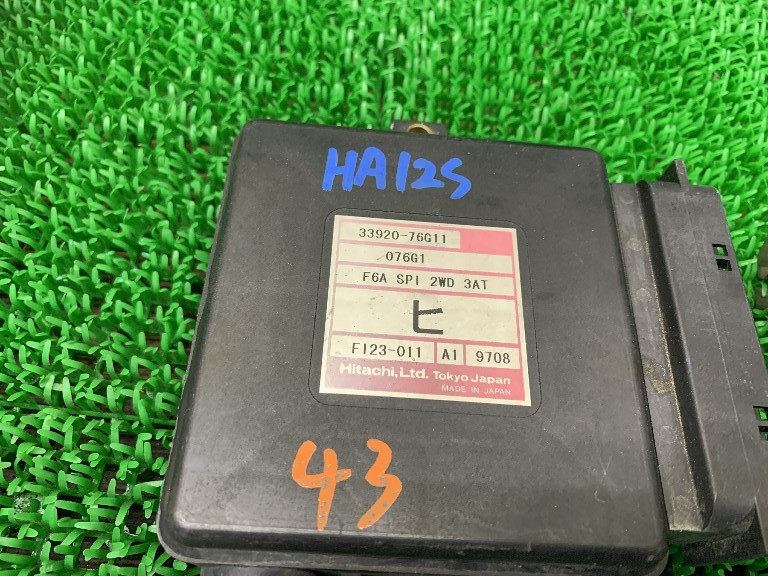 HA12S
33920-76G11
076G1
F6A SPI 2WD 3AT
ヒ
FI23-011 A1 9708
Hitachi, Ltd. Tokyo Japan
MADE IN JAPAN
43